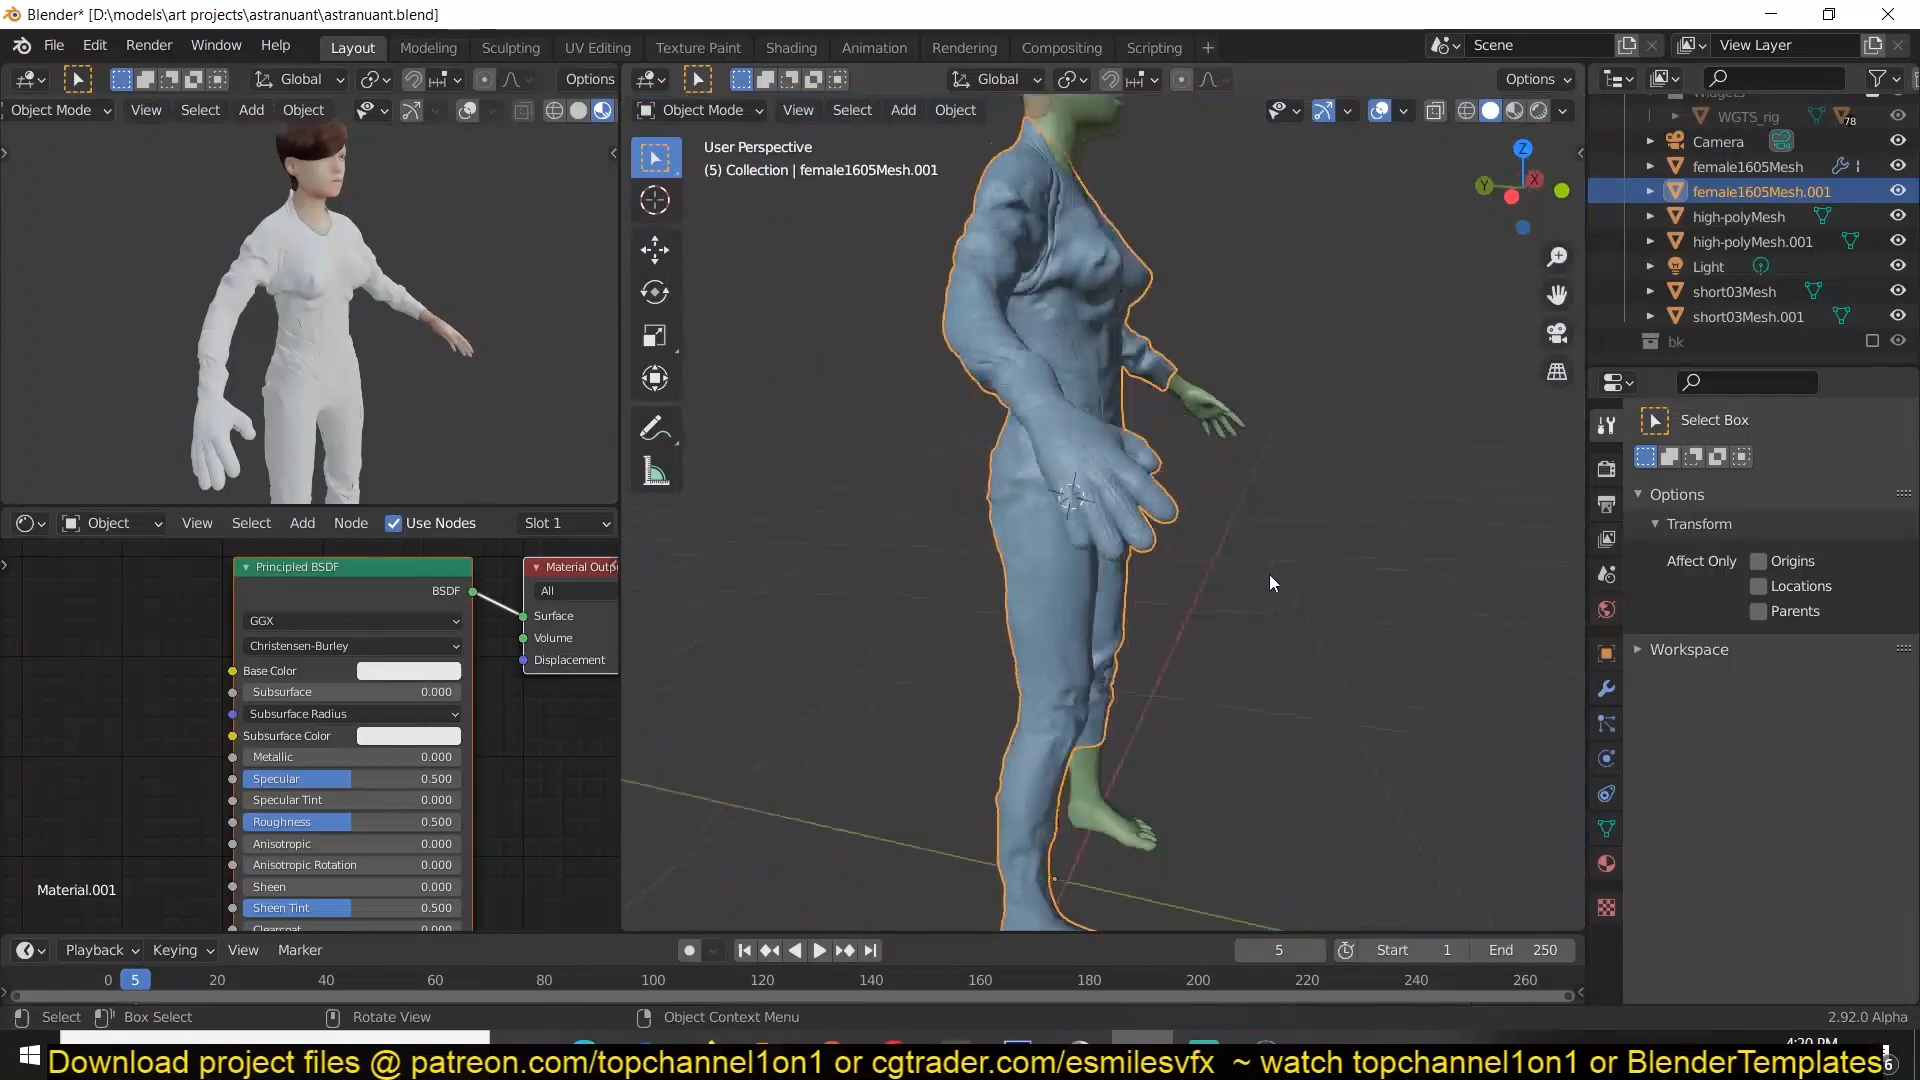 Blender* [D:\models\art projects\astranuant\astranuant.blend]
File Edit Render Window Help Layout Modeling Sculpting UV Editing Texture Paint Shading Animation Rendering Compositing Scripting + Scene View Layer
Global Options Global Options
Object Mode View Select Add Object Object Mode View Select Add Object
User Perspective
(5) Collection | female1605Mesh.001
Z
Y
X
WGTS_rig 78
Camera
female1605Mesh
female1605Mesh.001
high-polyMesh
high-polyMesh.001
Light
short03Mesh
short03Mesh.001
bk
Select Box
Options
Transform
Affect Only Origins
Locations
Parents
Workspace
Object View Select Add Node Use Nodes Slot 1
Principled BSDF
BSDF
GGX
Christensen-Burley
Base Color
Subsurface 0.000
Subsurface Radius
Subsurface Color
Metallic 0.000
Specular 0.500
Specular Tint 0.000
Roughness 0.500
Anisotropic 0.000
Anisotropic Rotation 0.000
Sheen 0.000
Sheen Tint 0.500
Clearcoat 0.000
Material Outp
All
Surface
Volume
Displacement
Material.001
Playback Keying View Marker 5 Start 1 End 250
0 5 20 40 60 80 100 120 140 160 180 200 220 240 260
Select Box Select Rotate View Object Context Menu 2.92.0 Alpha
4:20 PM
Download project files @ patreon.com/topchannel1on1 or cgtrader.com/esmilesvfx ~ watch topchannel1on1 or BlenderTemplates